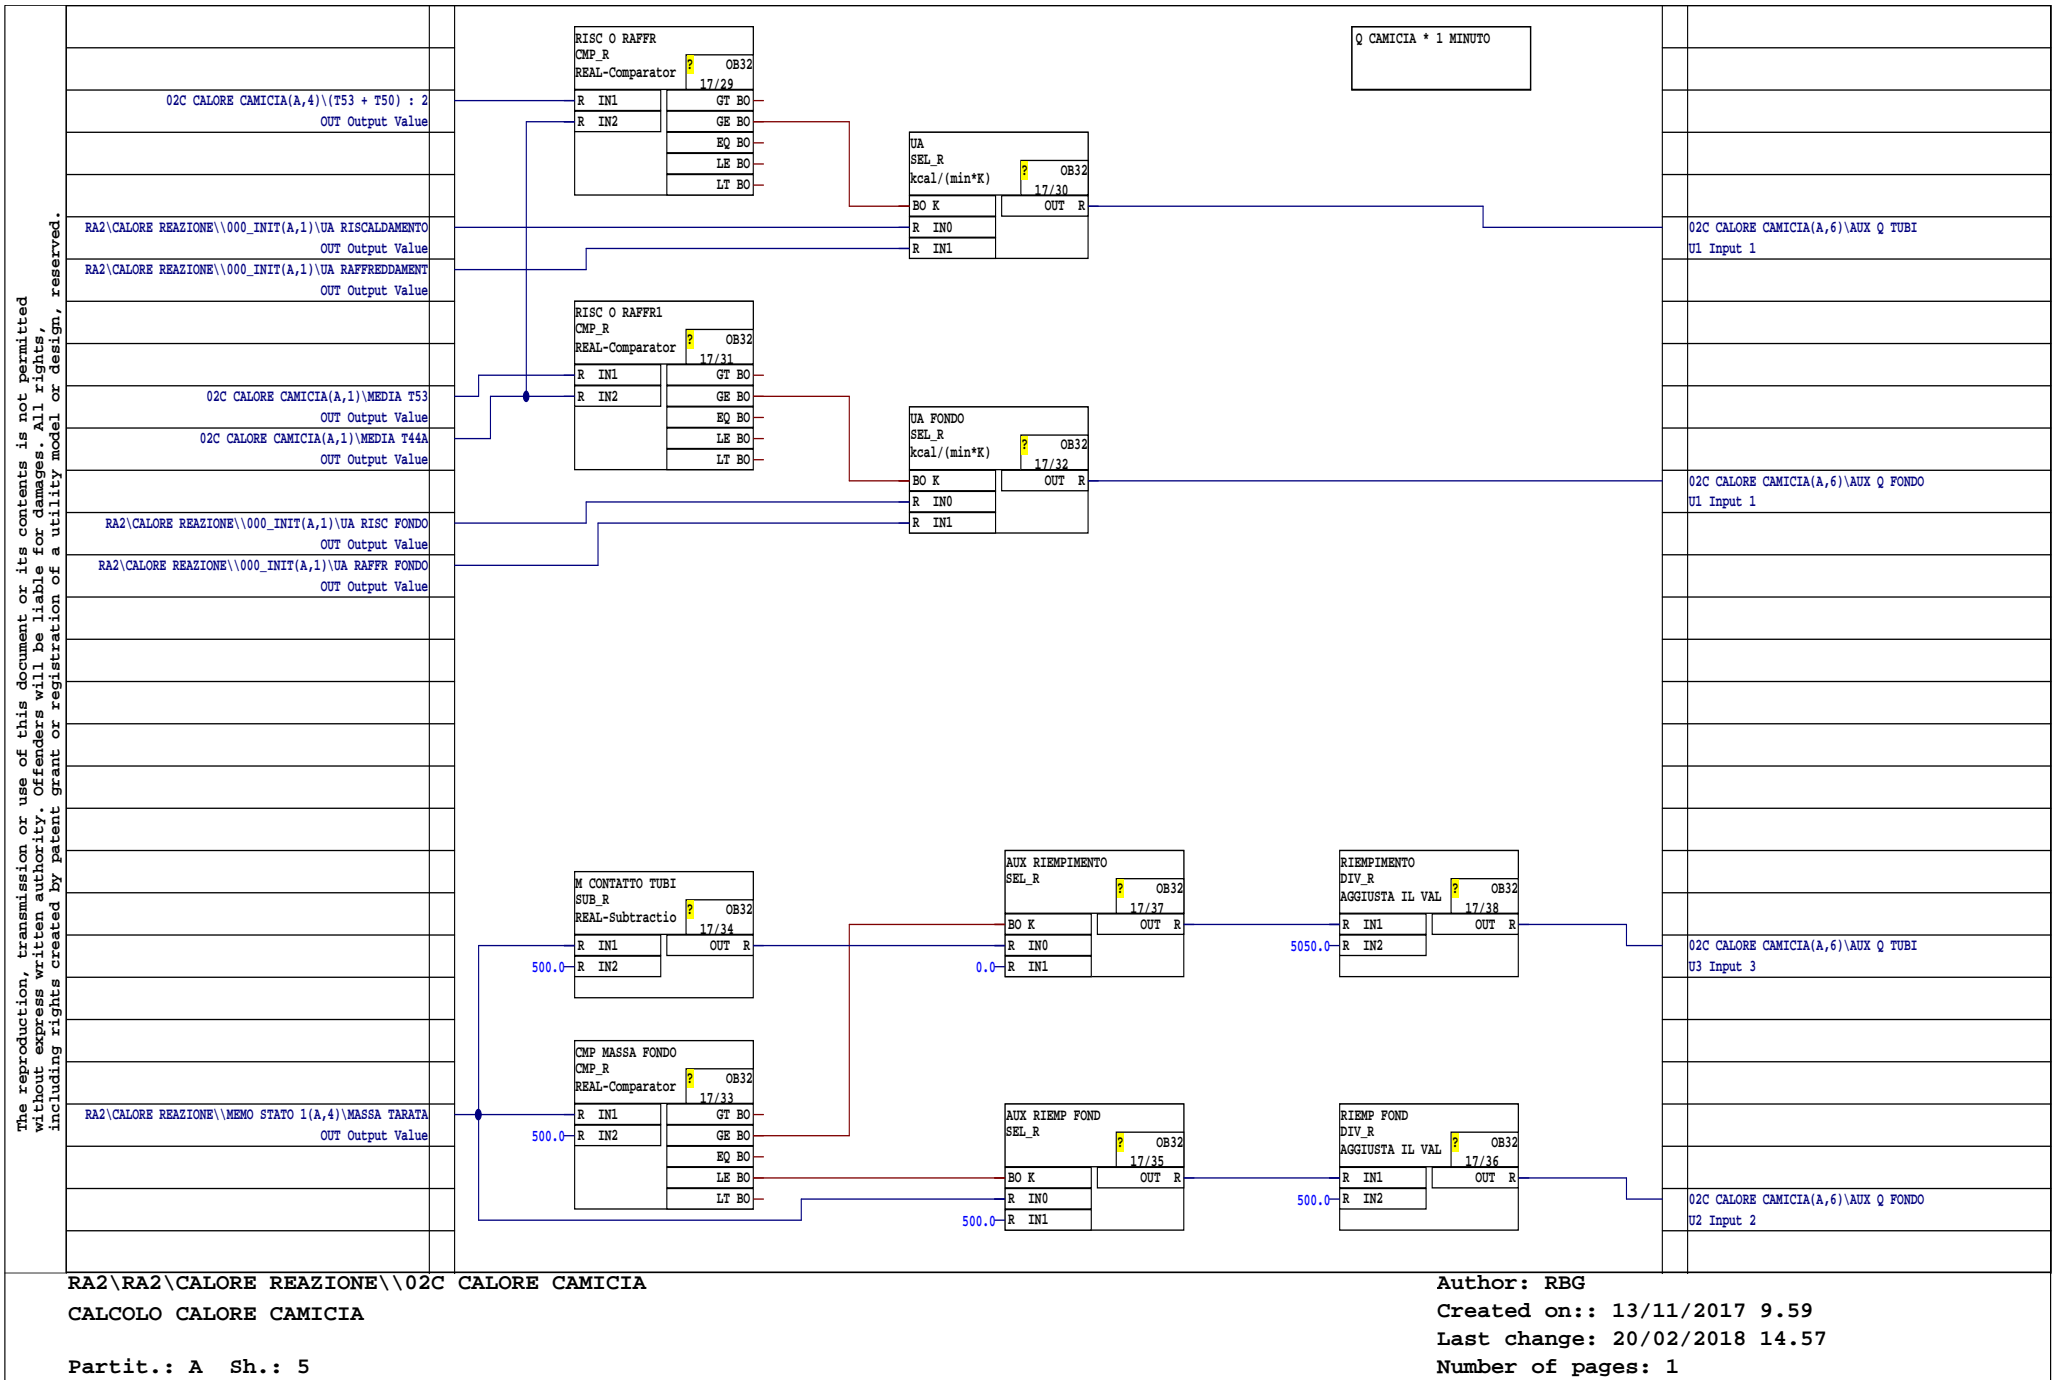 The reproduction, transmission or use of this document or its contents is not permitted
without express written authority. Offenders will be liable for damages. All rights,
including rights created by patent grant or registration of a utility model or design, reserved.
02C CALORE CAMICIA(A,4)\(T53 + T50) : 2
OUT Output Value
RA2\CALORE REAZIONE\\000_INIT(A,1)\UA RISCALDAMENTO
OUT Output Value
RA2\CALORE REAZIONE\\000_INIT(A,1)\UA RAFFREDDAMENT
OUT Output Value
02C CALORE CAMICIA(A,1)\MEDIA T53
OUT Output Value
02C CALORE CAMICIA(A,1)\MEDIA T44A
OUT Output Value
RA2\CALORE REAZIONE\\000_INIT(A,1)\UA RISC FONDO
OUT Output Value
RA2\CALORE REAZIONE\\000_INIT(A,1)\UA RAFFR FONDO
OUT Output Value
RA2\CALORE REAZIONE\\MEMO STATO 1(A,4)\MASSA TARATA
OUT Output Value
RISC O RAFFR
CMP_R
REAL-Comparator
? OB32
17/29
R IN1 GT BO
R IN2 GE BO
EQ BO
LE BO
LT BO
UA
SEL_R
kcal/(min*K)
? OB32
17/30
BO K OUT R
R IN0
R IN1
Q CAMICIA * 1 MINUTO
RISC O RAFFR1
CMP_R
REAL-Comparator
? OB32
17/31
R IN1 GT BO
R IN2 GE BO
EQ BO
LE BO
LT BO
UA FONDO
SEL_R
kcal/(min*K)
? OB32
17/32
BO K OUT R
R IN0
R IN1
M CONTATTO TUBI
SUB_R
REAL-Subtractio
? OB32
17/34
R IN1 OUT R
500.0 R IN2
AUX RIEMPIMENTO
SEL_R
? OB32
17/37
BO K OUT R
R IN0
0.0 R IN1
RIEMPIMENTO
DIV_R
AGGIUSTA IL VAL
? OB32
17/38
R IN1 OUT R
5050.0 R IN2
CMP MASSA FONDO
CMP_R
REAL-Comparator
? OB32
17/33
R IN1 GT BO
500.0 R IN2 GE BO
EQ BO
LE BO
LT BO
AUX RIEMP FOND
SEL_R
? OB32
17/35
BO K OUT R
R IN0
500.0 R IN1
RIEMP FOND
DIV_R
AGGIUSTA IL VAL
? OB32
17/36
R IN1 OUT R
500.0 R IN2
02C CALORE CAMICIA(A,6)\AUX Q TUBI
U1 Input 1
02C CALORE CAMICIA(A,6)\AUX Q FONDO
U1 Input 1
02C CALORE CAMICIA(A,6)\AUX Q TUBI
U3 Input 3
02C CALORE CAMICIA(A,6)\AUX Q FONDO
U2 Input 2
RA2\RA2\CALORE REAZIONE\\02C CALORE CAMICIA
CALCOLO CALORE CAMICIA
Partit.: A Sh.: 5
Author: RBG
Created on:: 13/11/2017 9.59
Last change: 20/02/2018 14.57
Number of pages: 1